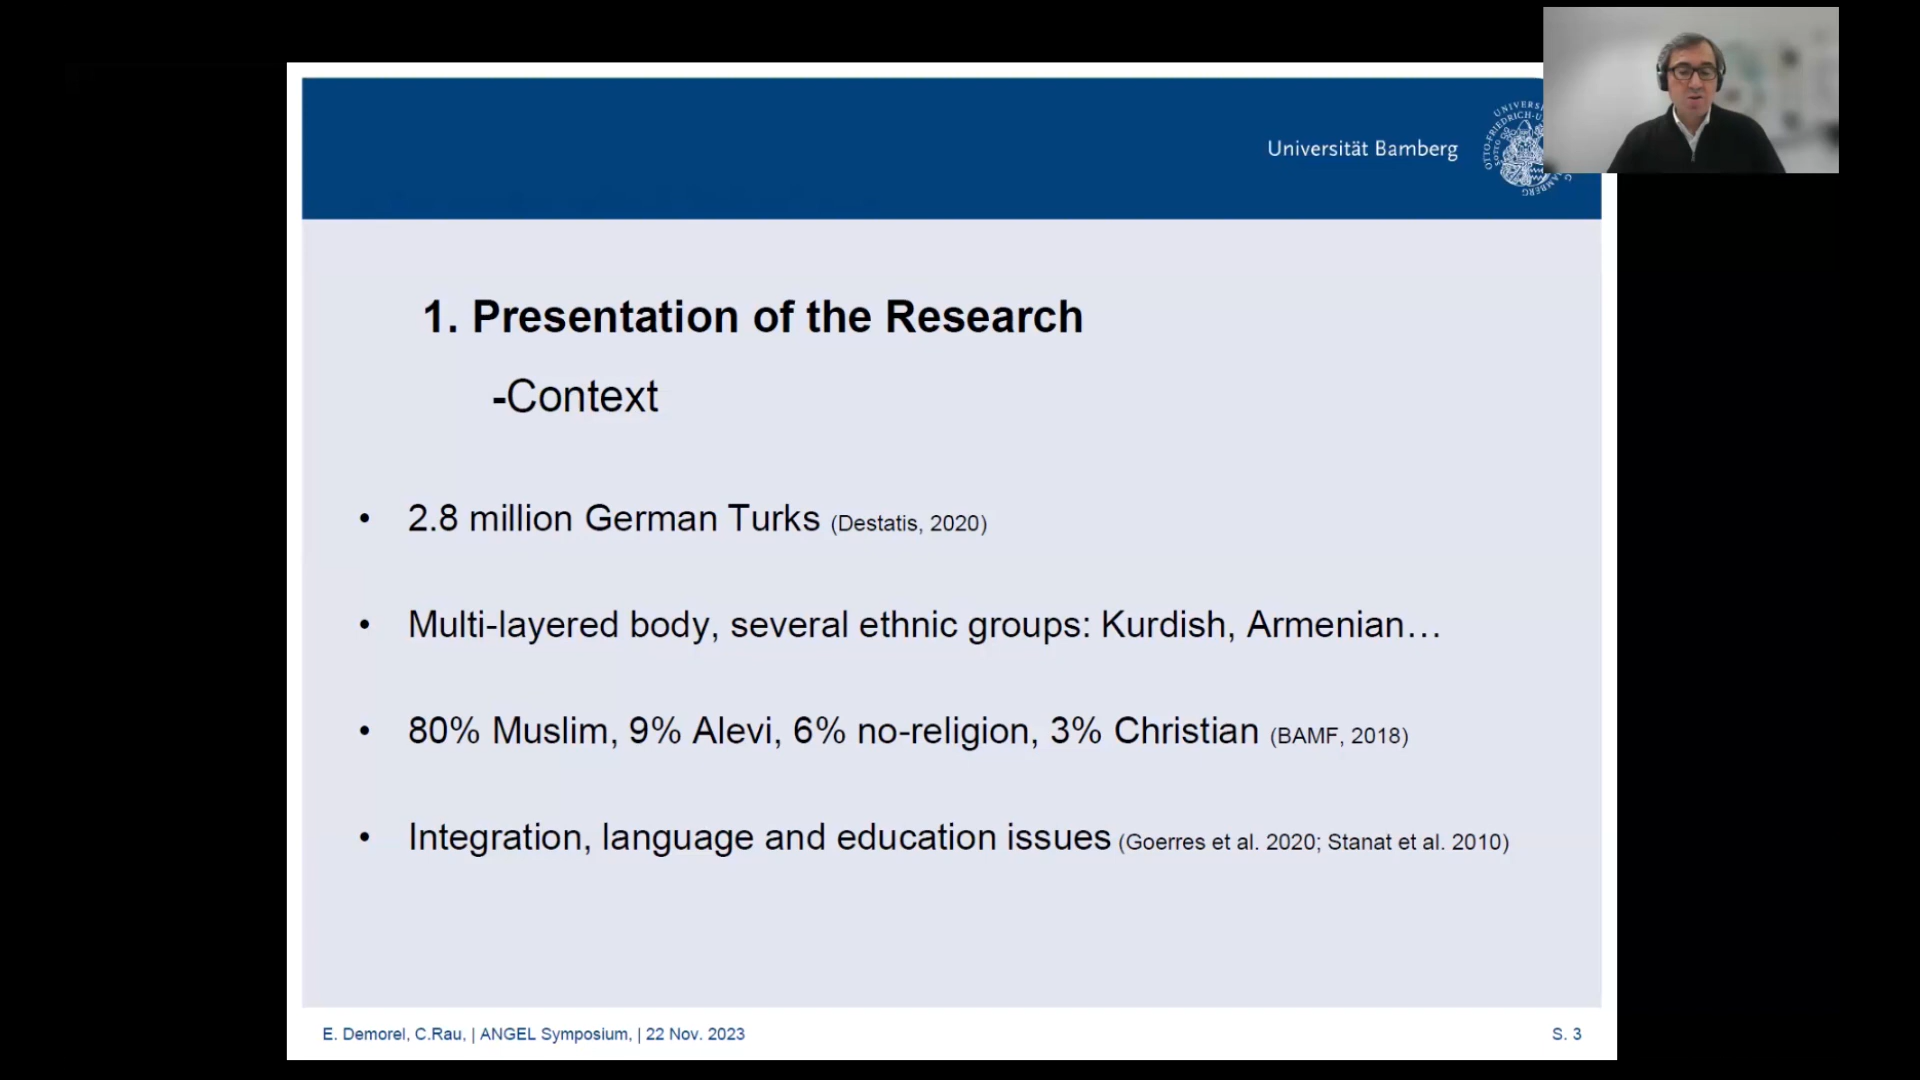 Universität Bamberg
1. Presentation of the Research
-Context
• 2.8 million German Turks (Destatis, 2020)
• Multi-layered body, several ethnic groups: Kurdish, Armenian…
• 80% Muslim, 9% Alevi, 6% no-religion, 3% Christian (BAMF, 2018)
• Integration, language and education issues (Goerres et al. 2020; Stanat et al. 2010)
E. Demorel, C.Rau, | ANGEL Symposium, | 22 Nov. 2023
S. 3